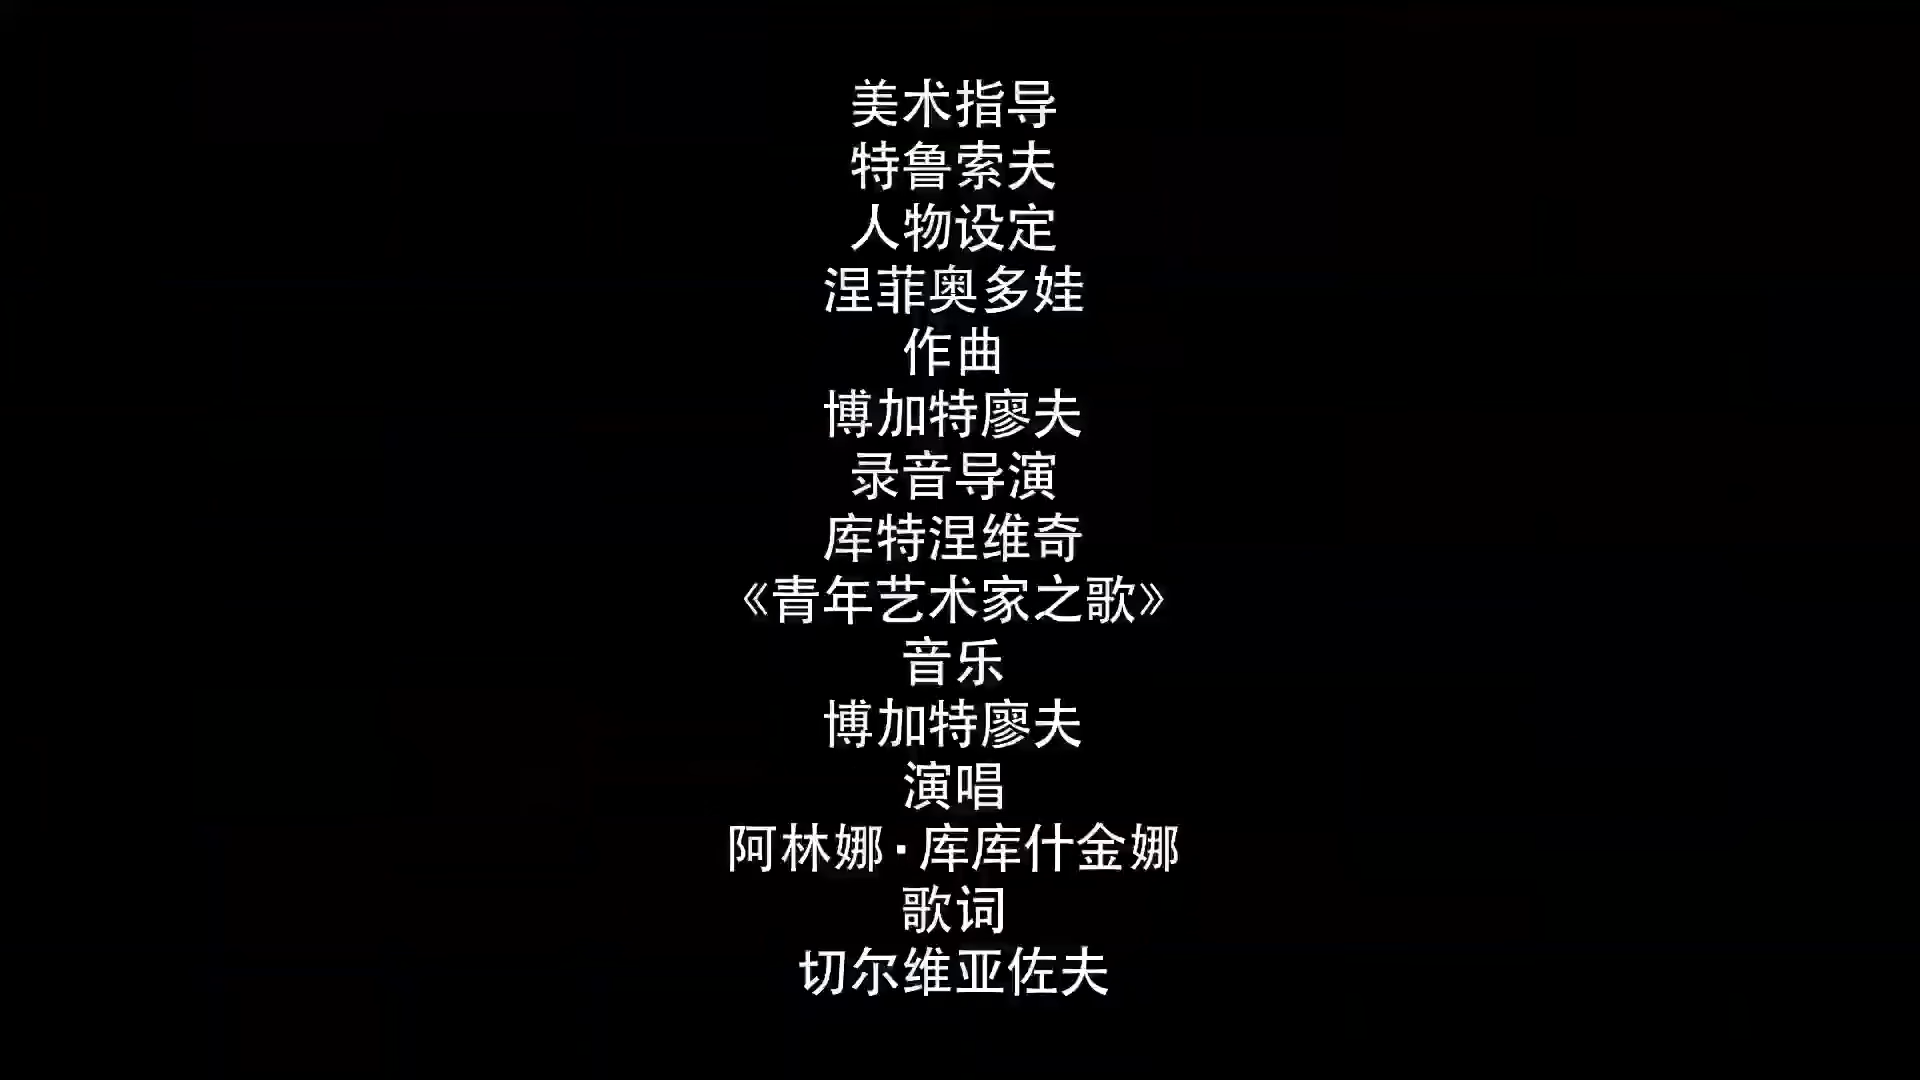 美术指导
特鲁索夫
人物设定
涅菲奥多娃
作曲
博加特廖夫
录音导演
库特涅维奇
《青年艺术家之歌》
音乐
博加特廖夫
演唱
阿林娜·库库什金娜
歌词
切尔维亚佐夫